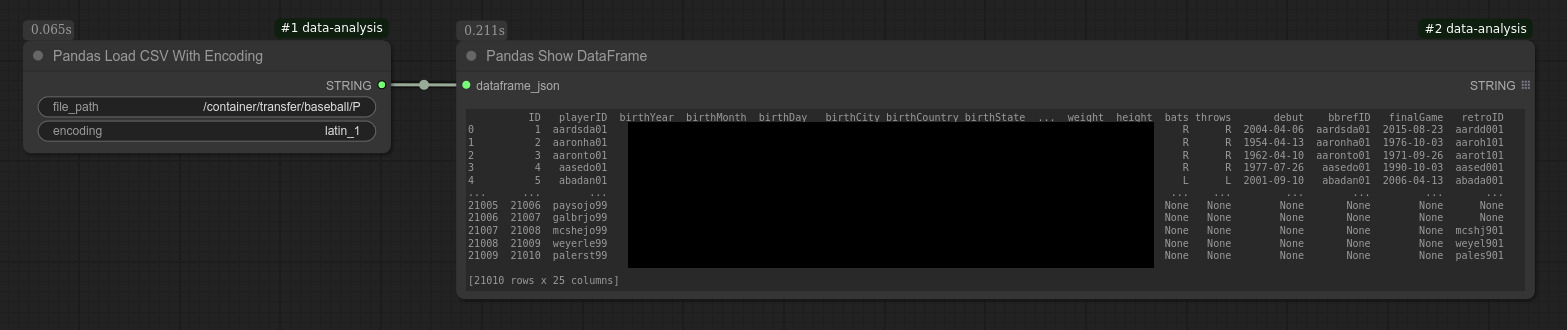 0.065s
#1 data-analysis
Pandas Load CSV With Encoding
STRING
file_path /container/transfer/baseball/P
encoding latin_1
0.211s
#2 data-analysis
Pandas Show DataFrame
dataframe_json STRING
ID playerID birthYear birthMonth birthDay birthCity birthCountry birthState ... weight height bats throws debut bbrefID finalGame retroID
0 1 aardsda01 R R 2004-04-06 aardsda01 2015-08-23 aardd001
1 2 aaronha01 R R 1954-04-13 aaronha01 1976-10-03 aaroh101
2 3 aaronto01 R R 1962-04-10 aaronto01 1971-09-26 aarot101
3 4 aasedo01 R R 1977-07-26 aasedo01 1990-10-03 aased001
4 5 abadan01 L L 2001-09-10 abadan01 2006-04-13 abada001
... ... ... ... ... ... ... ... ...
21005 21006 paysojo99 None None None None None None
21006 21007 galbrjo99 None None None None None None
21007 21008 mcshejo99 None None None None None mcshj901
21008 21009 weyerle99 None None None None None weyel901
21009 21010 palerst99 None None None None None pales901
[21010 rows x 25 columns]